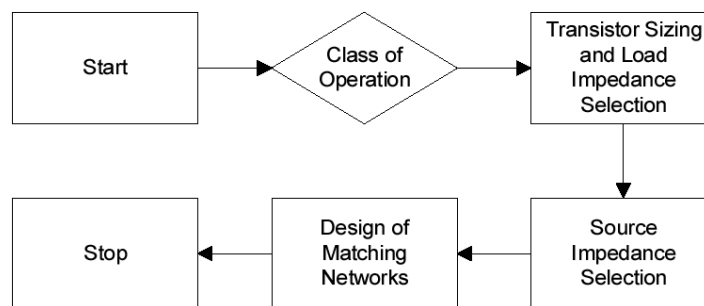 Start
Class of
Operation
Transistor Sizing
and Load
Impedance
Selection
Stop
Design of
Matching
Networks
Source
Impedance
Selection